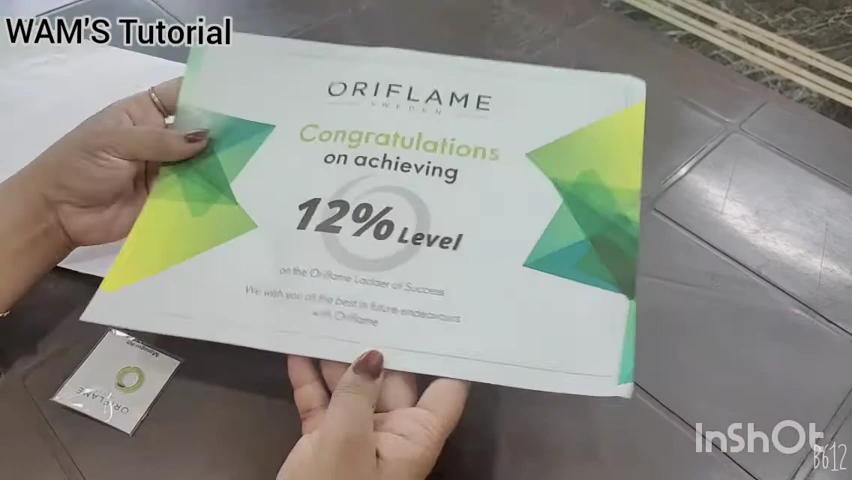 WAM'S Tutorial
ORIFLAME
SWEDEN
Congratulations
on achieving
12% Level
on the Oriflame Ladder of Success
We wish you all the best in future endeavours
with Oriflame
ORIFLAME
InShOt
B612